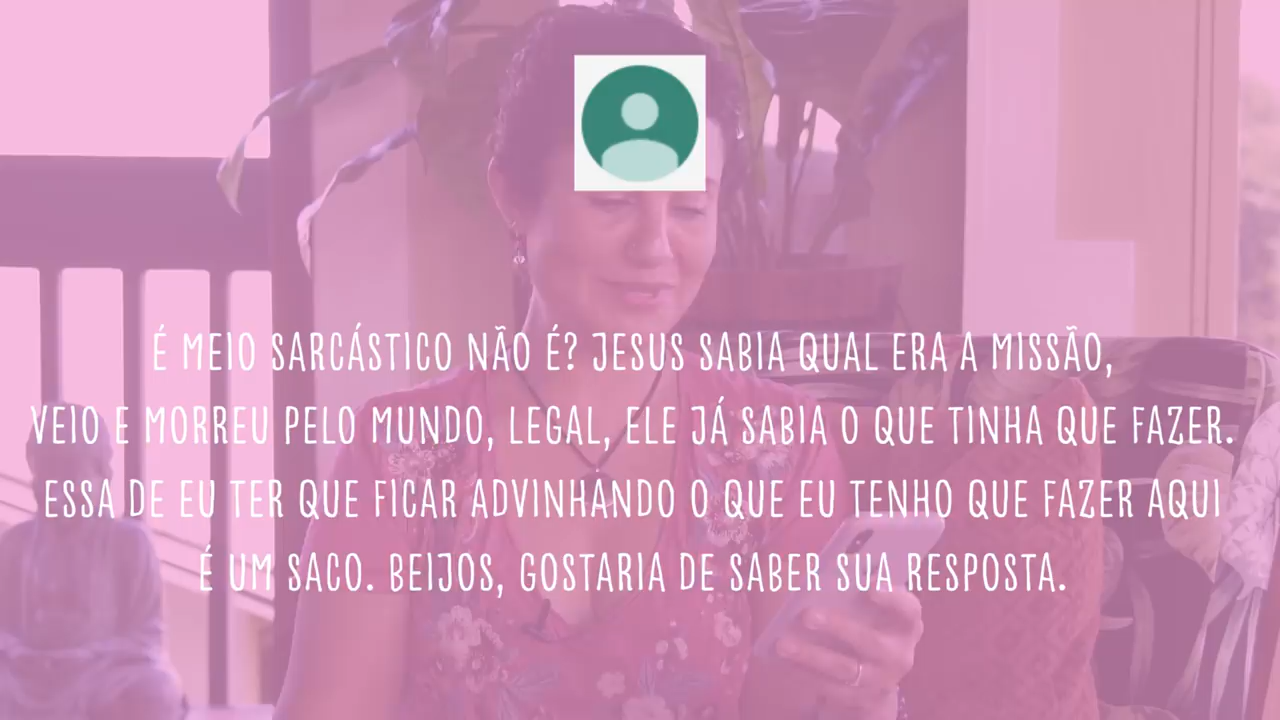 É MEIO SARCÁSTICO NÃO É? JESUS SABIA QUAL ERA A MISSÃO,
VEIO E MORREU PELO MUNDO, LEGAL, ELE JÁ SABIA O QUE TINHA QUE FAZER.
ESSA DE EU TER QUE FICAR ADVINHANDO O QUE EU TENHO QUE FAZER AQUI
É UM SACO. BEIJOS, GOSTARIA DE SABER SUA RESPOSTA.